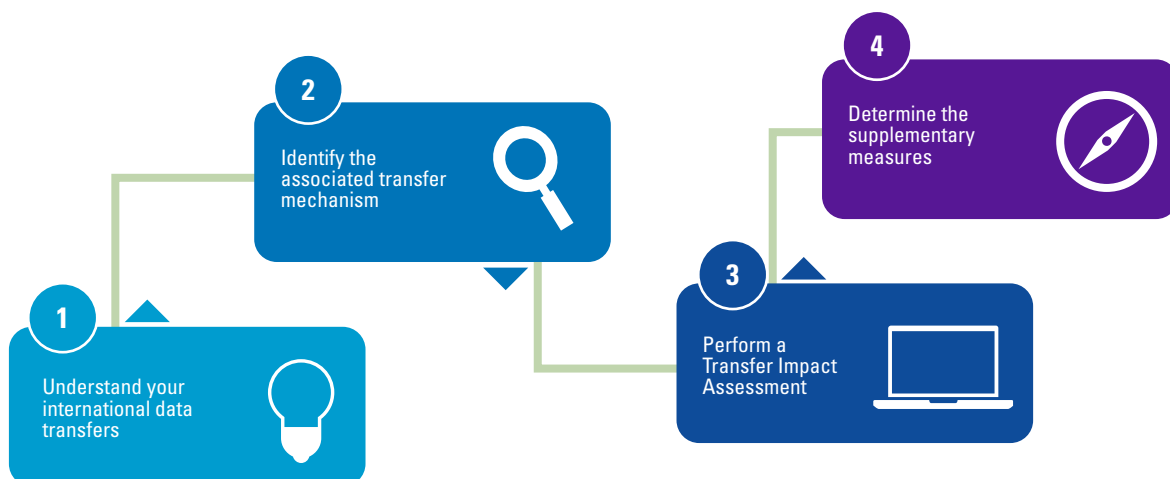 1
Understand your
international data
transfers
2
Identify the
associated transfer
mechanism
3
Perform a
Transfer Impact
Assessment
4
Determine the
supplementary
measures